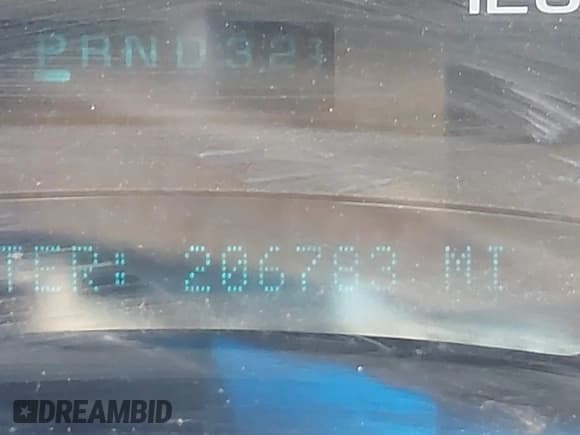 PRND321
TER: 206783 MI
DREAMBID